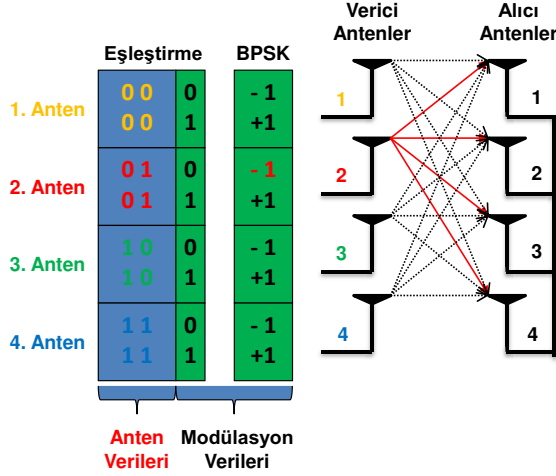 Eşleştirme BPSK
1. Anten
0 0 0 - 1
0 0 1 +1
2. Anten
0 1 0 - 1
0 1 1 +1
3. Anten
1 0 0 - 1
1 0 1 +1
4. Anten
1 1 0 - 1
1 1 1 +1
Anten
Verileri
Modülasyon
Verileri
Verici
Antenler
Alıcı
Antenler
1
2
3
4
1
2
3
4